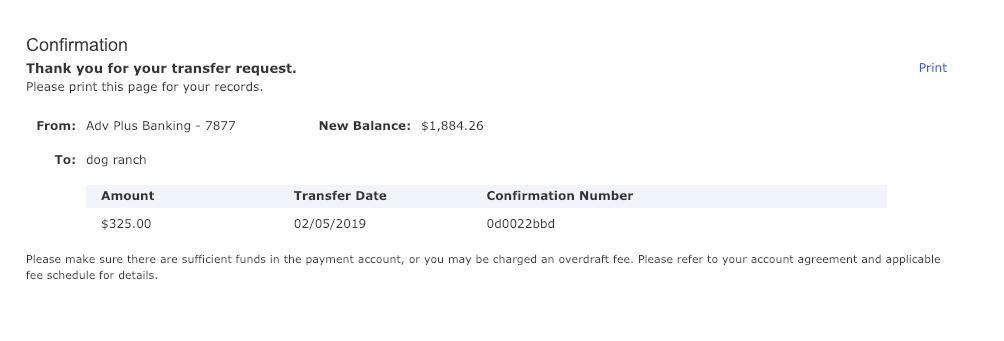 Confirmation
Thank you for your transfer request.
Print
Please print this page for your records.
From: Adv Plus Banking - 7877 New Balance: $1,884.26
To: dog ranch
Amount Transfer Date Confirmation Number
$325.00 02/05/2019 0d0022bbd
Please make sure there are sufficient funds in the payment account, or you may be charged an overdraft fee. Please refer to your account agreement and applicable
fee schedule for details.